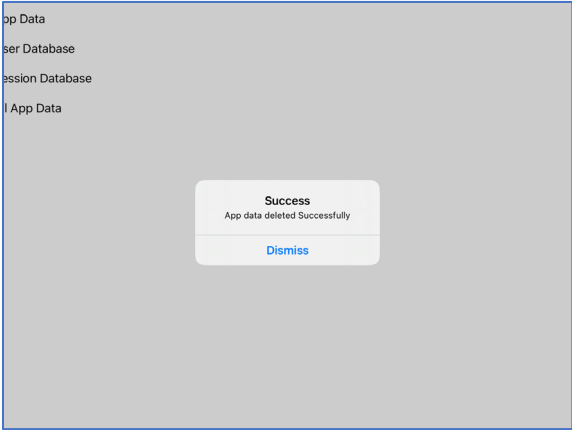 pp Data
ser Database
ession Database
l App Data
Success
App data deleted Successfully
Dismiss